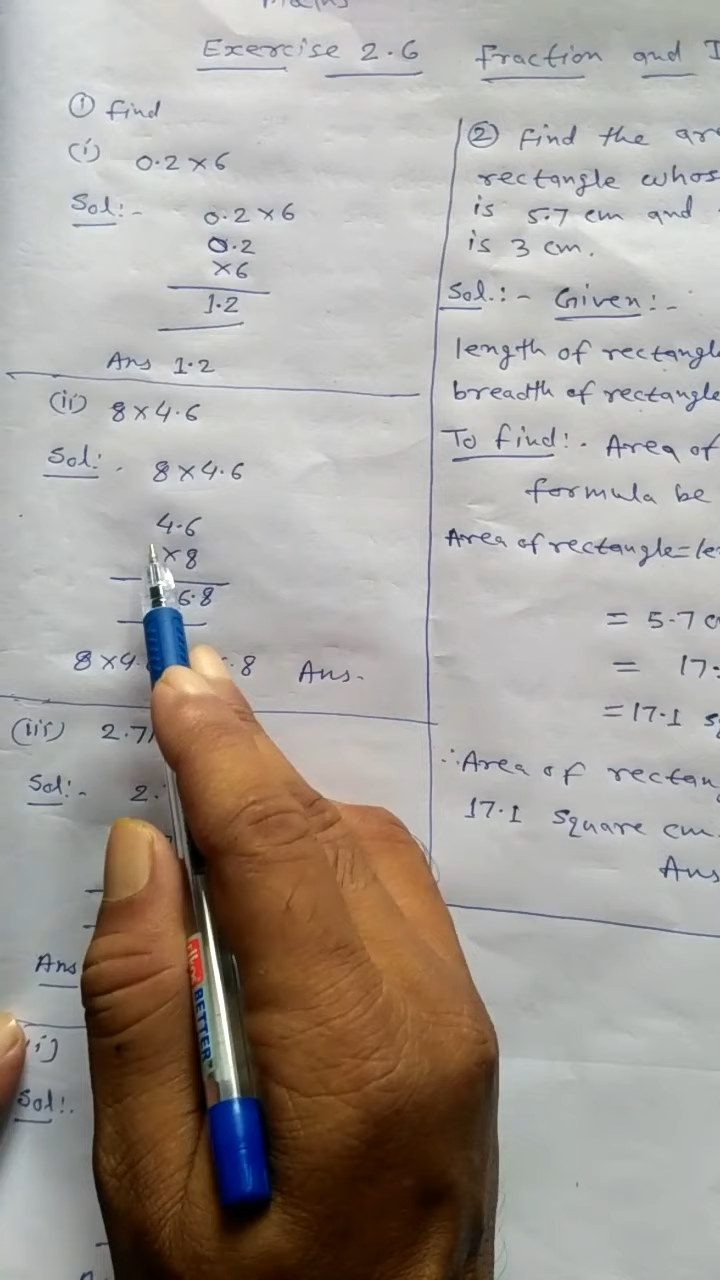 Maths
Exercise 2.6 Fraction and
① find
(i) 0.2 × 6
Sol:- 0.2 × 6
0.2
×6
1.2
Ans 1.2
(ii) 8 × 4.6
Sol:- 8 × 4.6
4.6
×8
6.8
8 × 4. .8 Ans.
(iii) 2.7
Sol:- 2.
Ans
Sol:.
② Find the
rectangle whos
is 5.7 cm and
is 3 cm.
Sol.:- Given:-
length of rectangle
breadth of rectangle
To find:- Area of
formula be
Area of rectangle=le
= 5.7
= 17.
=17.1
∴Area of rectang
17.1 square cm.
Ans
cello BETTER